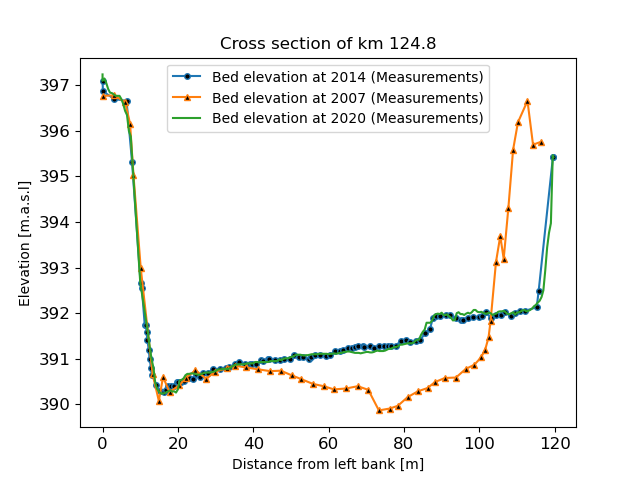 Cross section of km 124.8
Bed elevation at 2014 (Measurements)
Bed elevation at 2007 (Measurements)
Bed elevation at 2020 (Measurements)
Elevation [m.a.s.l]
397
396
395
394
393
392
391
390
0 20 40 60 80 100 120
Distance from left bank [m]